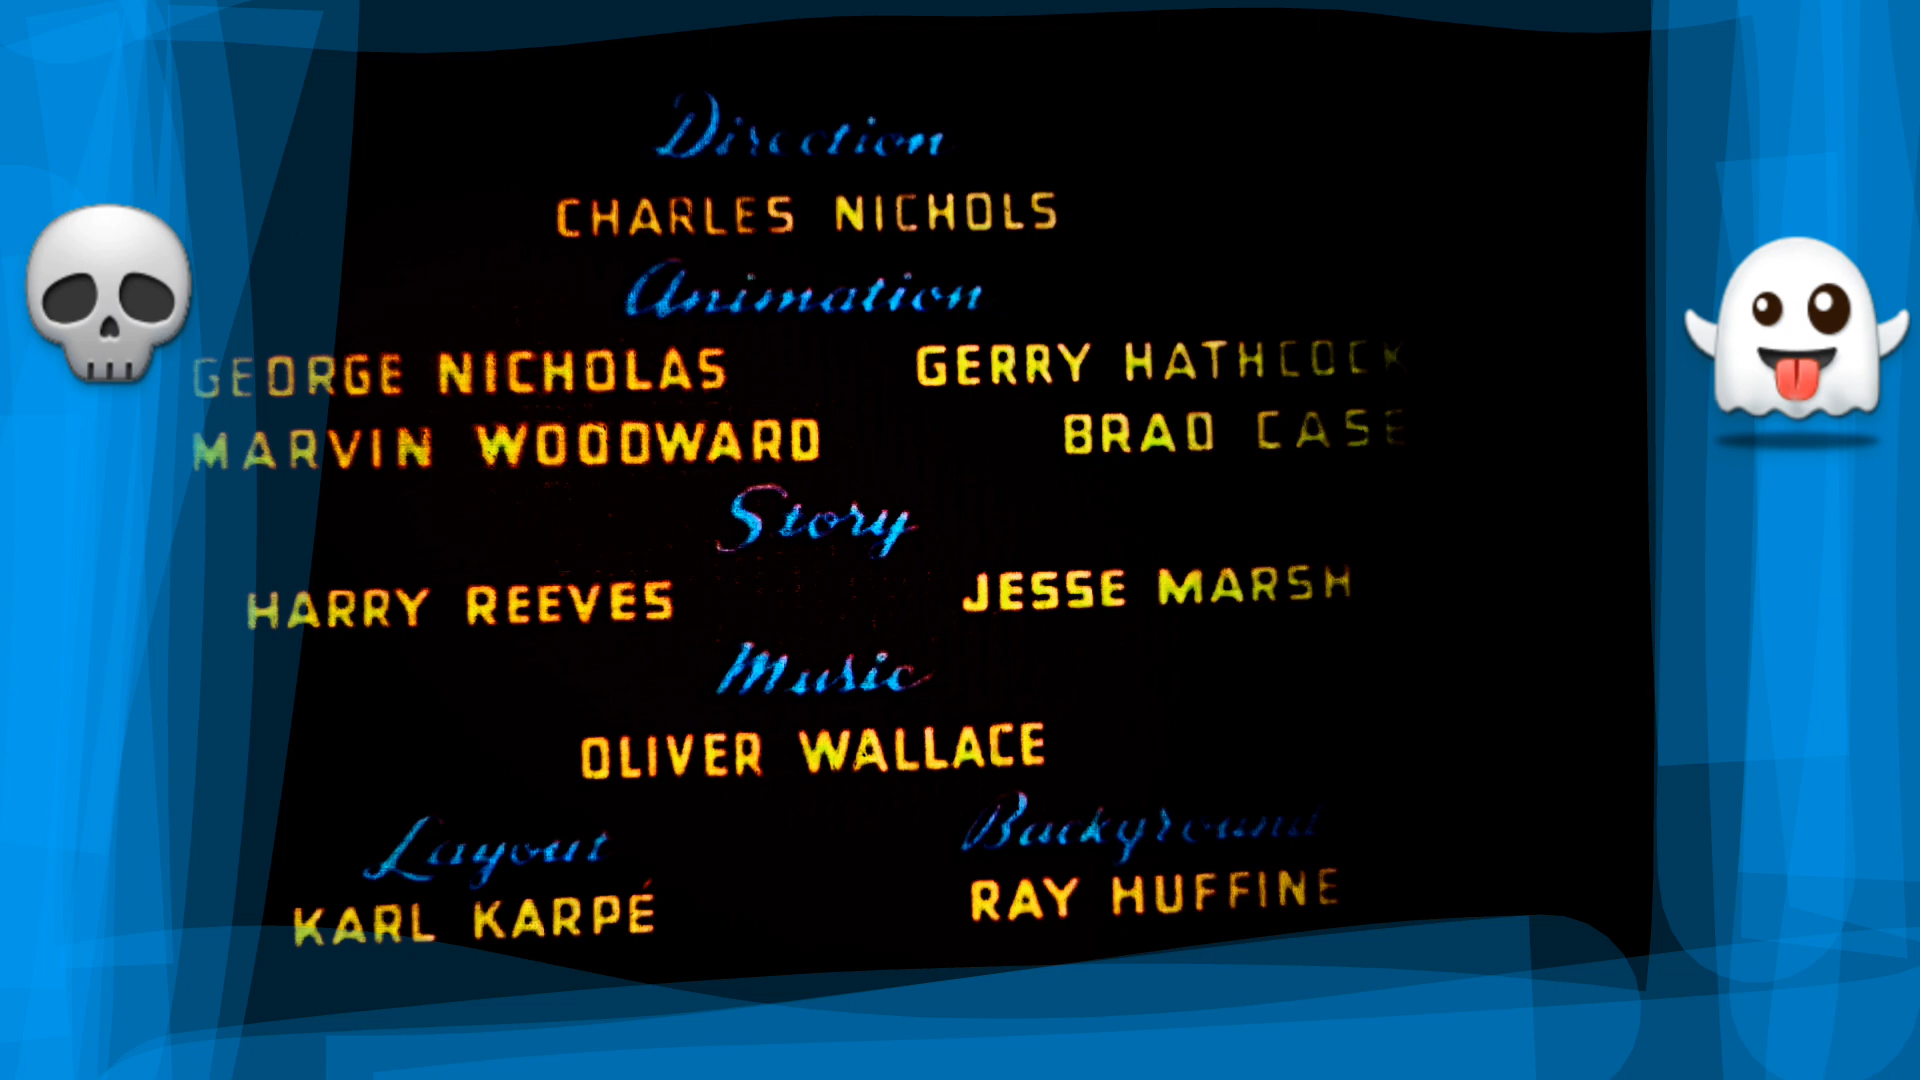 Direction
CHARLES NICHOLS
Animation
GEORGE NICHOLAS GERRY HATHCOCK
MARVIN WOODWARD BRAD CASE
Story
HARRY REEVES JESSE MARSH
Music
OLIVER WALLACE
Layout Background
KARL KARPÉ RAY HUFFINE